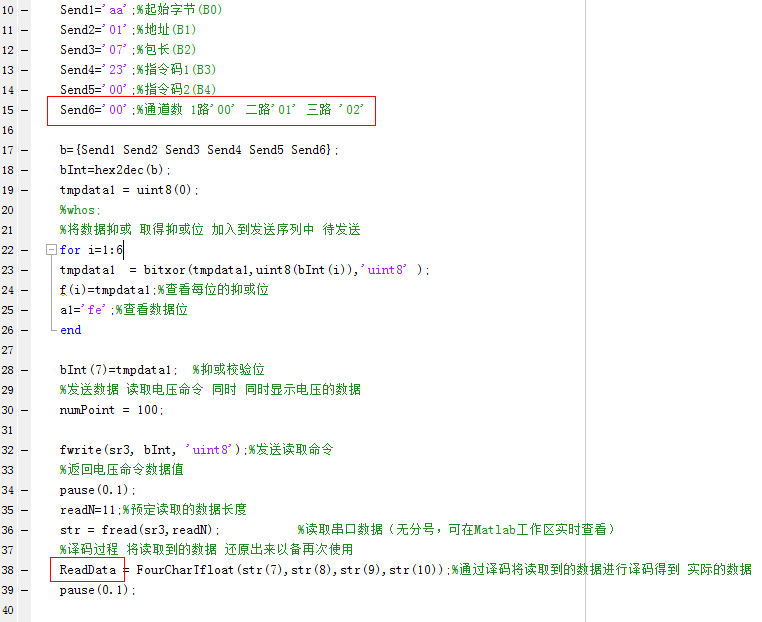 10 Send1='aa';%起始字节(B0)
11 Send2='01';%地址(B1)
12 Send3='07';%包长(B2)
13 Send4='23';%指令码1(B3)
14 Send5='00';%指令码2(B4)
15 Send6='00';%通道数 1路'00' 二路'01' 三路 '02'
16
17 b={Send1 Send2 Send3 Send4 Send5 Send6};
18 bInt=hex2dec(b);
19 tmpdata1 = uint8(0);
20 %whos;
21 %将数据抑或 取得抑或位 加入到发送序列中 待发送
22 for i=1:6
23 tmpdata1 = bitxor(tmpdata1,uint8(bInt(i)),'uint8' );
24 f(i)=tmpdata1;%查看每位的抑或位
25 a1='fe';%查看数据位
26 end
27
28 bInt(7)=tmpdata1; %抑或校验位
29 %发送数据 读取电压命令 同时 同时显示电压的数据
30 numPoint = 100;
31
32 fwrite(sr3, bInt, 'uint8');%发送读取命令
33 %返回电压命令数据值
34 pause(0.1);
35 readN=11;%预定读取的数据长度
36 str = fread(sr3,readN); %读取串口数据（无分号，可在Matlab工作区实时查看）
37 %译码过程 将读取到的数据 还原出来以备再次使用
38 ReadData = FourCharIfloat(str(7),str(8),str(9),str(10));%通过译码将读取到的数据进行译码得到 实际的数据
39 pause(0.1);
40